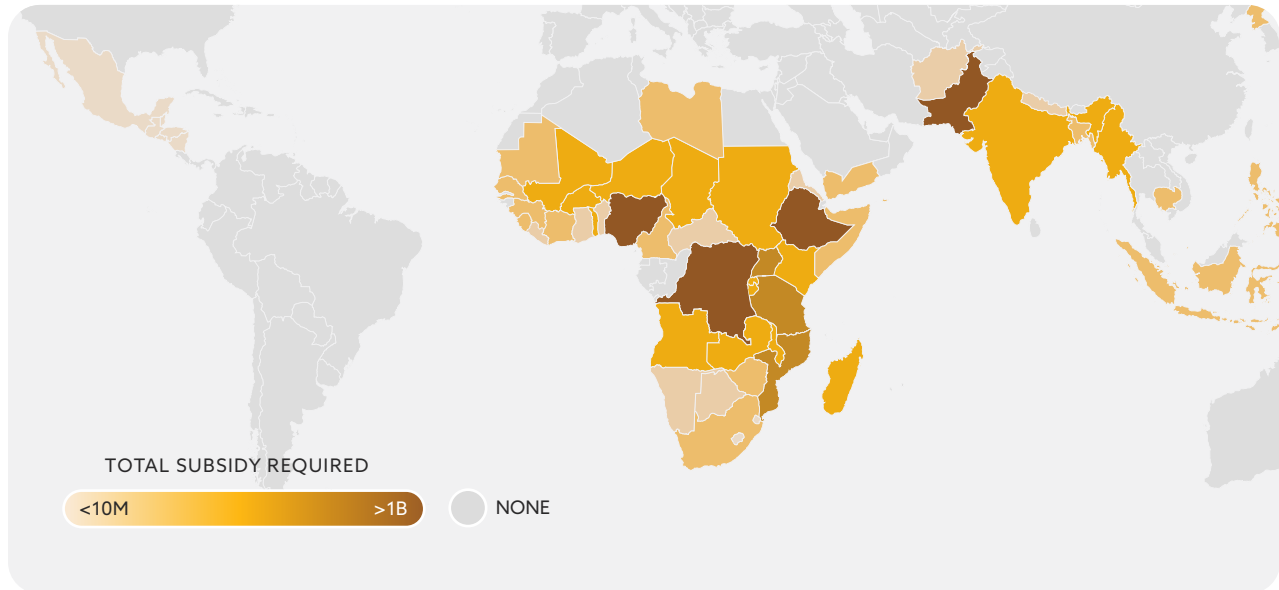 TOTAL SUBSIDY REQUIRED
<10M >1B NONE